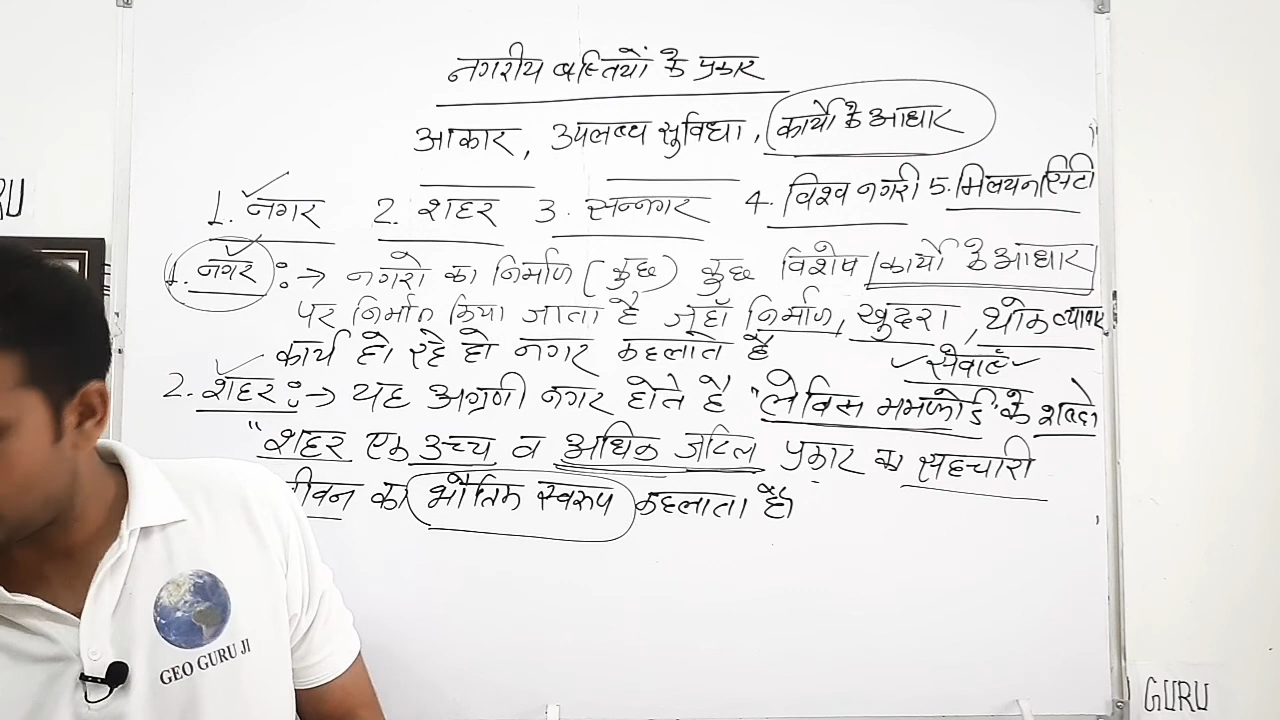 नगरीय बस्तियों के प्रकार
आकार, उपलब्ध सुविधा, कार्यों के आधार
1. नगर 2. शहर 3. सन्नगर 4. विश्व नगरी 5. मिलयन सिटी
1. नगर :→ नगरो का निर्माण (कुछ) कुछ विशेष कार्यों के आधार
पर निर्माण किया जाता है जहाँ निर्माण, खुदरा, थोक व्यापार
कार्य हो रहे हो नगर कहलाते है सेवाएँ
2. शहर :→ यह अग्रणी नगर होते है "लेविस ममफोर्ड" के शब्दो
"शहर एक उच्च व अधिक जटिल प्रकार का सहचारी
जीवन का भौतिक स्वरूप कहलाता है।
RU
GEO GURU JI
GURU